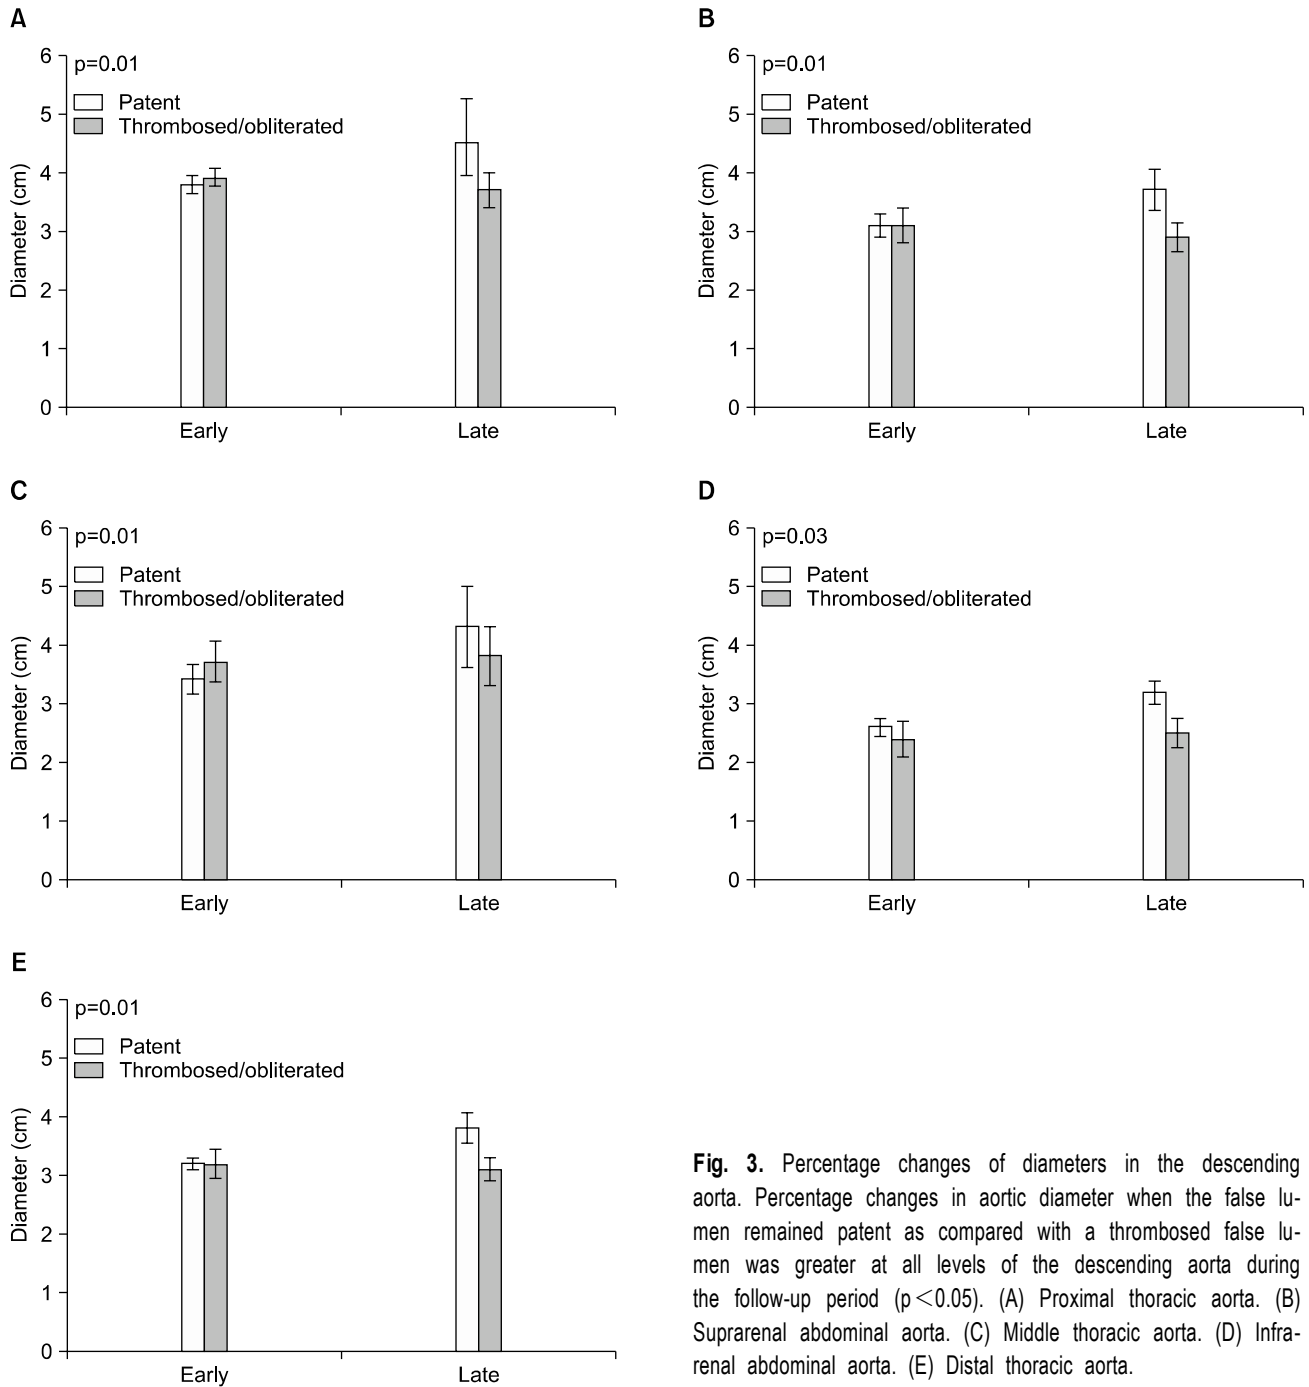 A
6
5
4
3
2
1
0
Diameter (cm)
p=0.01
Patent
Thrombosed/obliterated
Early Late
B
6
5
4
3
2
1
0
Diameter (cm)
p=0.01
Patent
Thrombosed/obliterated
Early Late
C
6
5
4
3
2
1
0
Diameter (cm)
p=0.01
Patent
Thrombosed/obliterated
Early Late
D
6
5
4
3
2
1
0
Diameter (cm)
p=0.03
Patent
Thrombosed/obliterated
Early Late
E
6
5
4
3
2
1
0
Diameter (cm)
p=0.01
Patent
Thrombosed/obliterated
Early Late
Fig. 3. Percentage changes of diameters in the descending
aorta. Percentage changes in aortic diameter when the false lu-
men remained patent as compared with a thrombosed false lu-
men was greater at all levels of the descending aorta during
the follow-up period (p<0.05). (A) Proximal thoracic aorta. (B)
Suprarenal abdominal aorta. (C) Middle thoracic aorta. (D) Infra-
renal abdominal aorta. (E) Distal thoracic aorta.